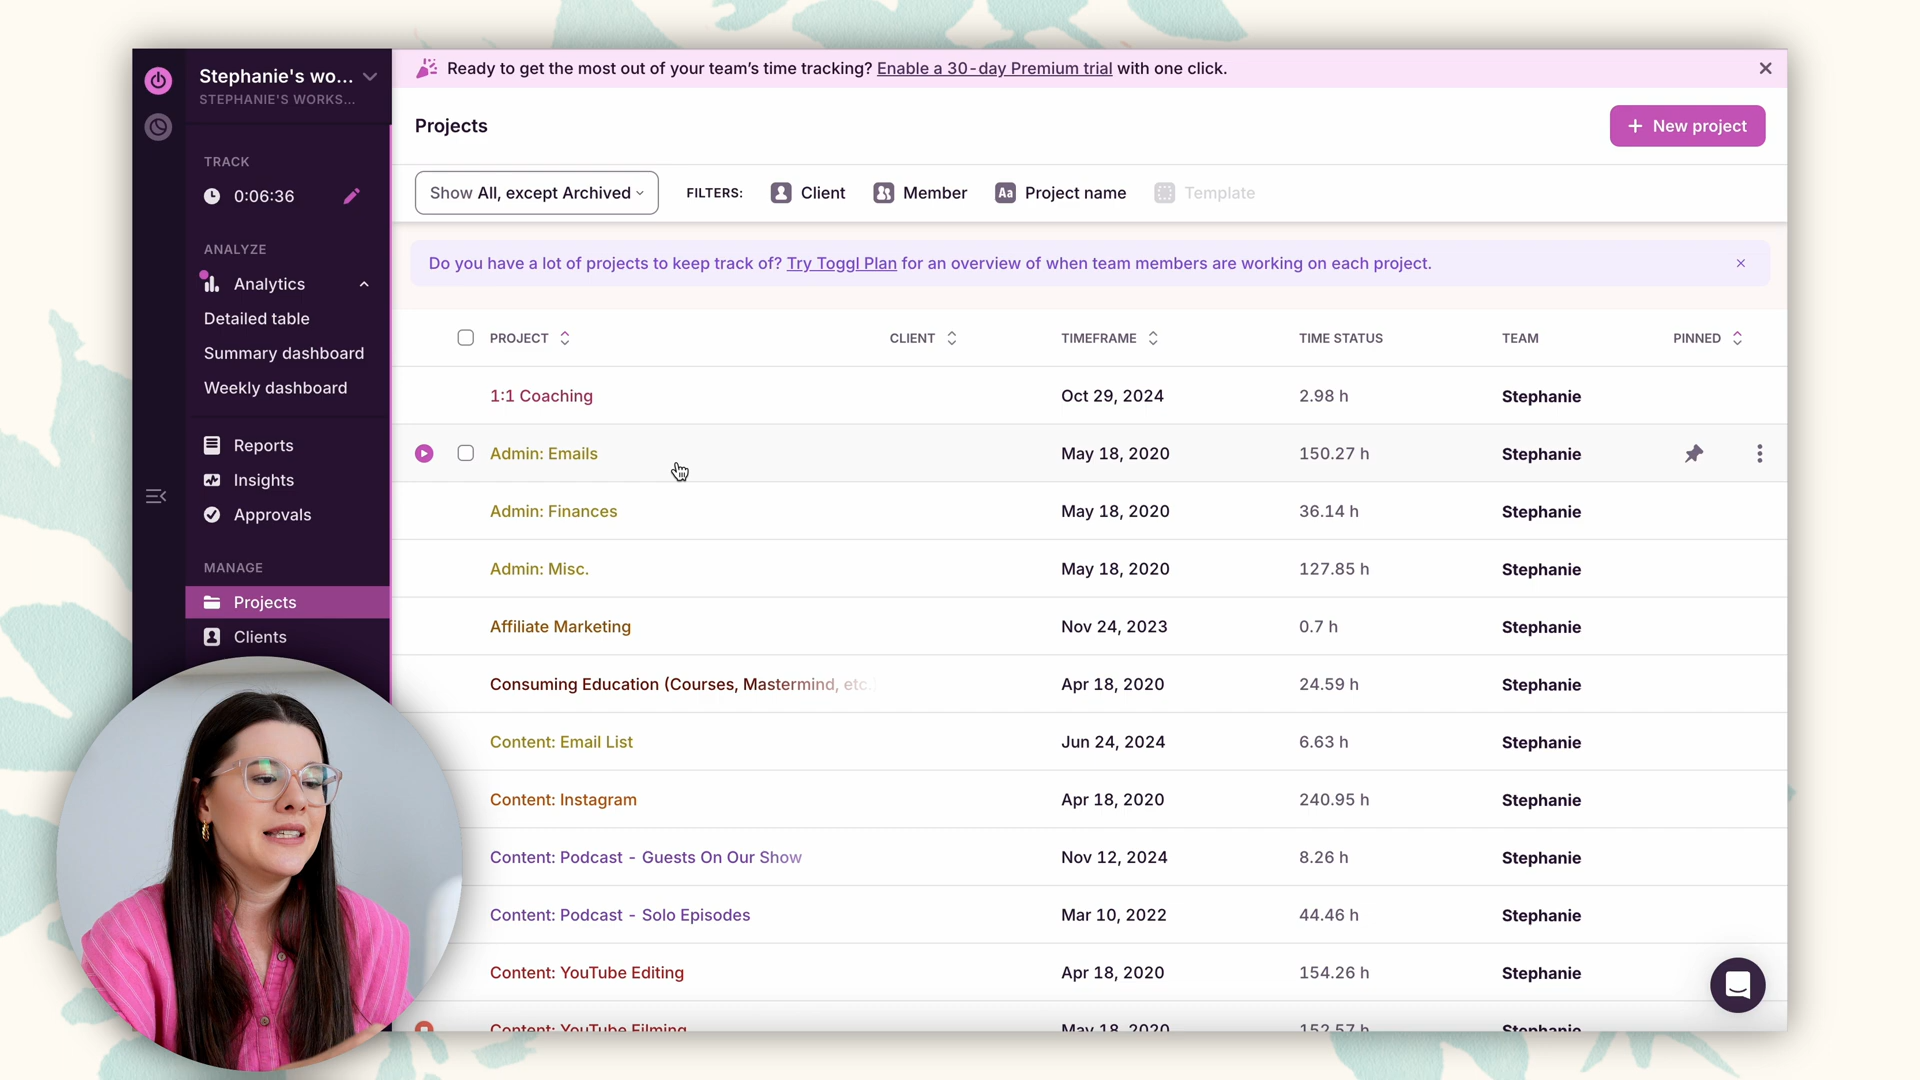 Stephanie's wo...
STEPHANIE'S WORKS...
TRACK
0:06:36
ANALYZE
Analytics
Detailed table
Summary dashboard
Weekly dashboard
Reports
Insights
Approvals
MANAGE
Projects
Clients
Ready to get the most out of your team's time tracking? Enable a 30-day Premium trial with one click.
Projects
+ New project
Show All, except Archived
FILTERS:
Client
Member
Aa Project name
Template
Do you have a lot of projects to keep track of? Try Toggl Plan for an overview of when team members are working on each project.
PROJECT CLIENT TIMEFRAME TIME STATUS TEAM PINNED
1:1 Coaching Oct 29, 2024 2.98 h Stephanie
Admin: Emails May 18, 2020 150.27 h Stephanie
Admin: Finances May 18, 2020 36.14 h Stephanie
Admin: Misc. May 18, 2020 127.85 h Stephanie
Affiliate Marketing Nov 24, 2023 0.7 h Stephanie
Consuming Education (Courses, Mastermind, etc.) Apr 18, 2020 24.59 h Stephanie
Content: Email List Jun 24, 2024 6.63 h Stephanie
Content: Instagram Apr 18, 2020 240.95 h Stephanie
Content: Podcast - Guests On Our Show Nov 12, 2024 8.26 h Stephanie
Content: Podcast - Solo Episodes Mar 10, 2022 44.46 h Stephanie
Content: YouTube Editing Apr 18, 2020 154.26 h Stephanie
Content: YouTube Filming May 18, 2020 152.57 h Stephanie